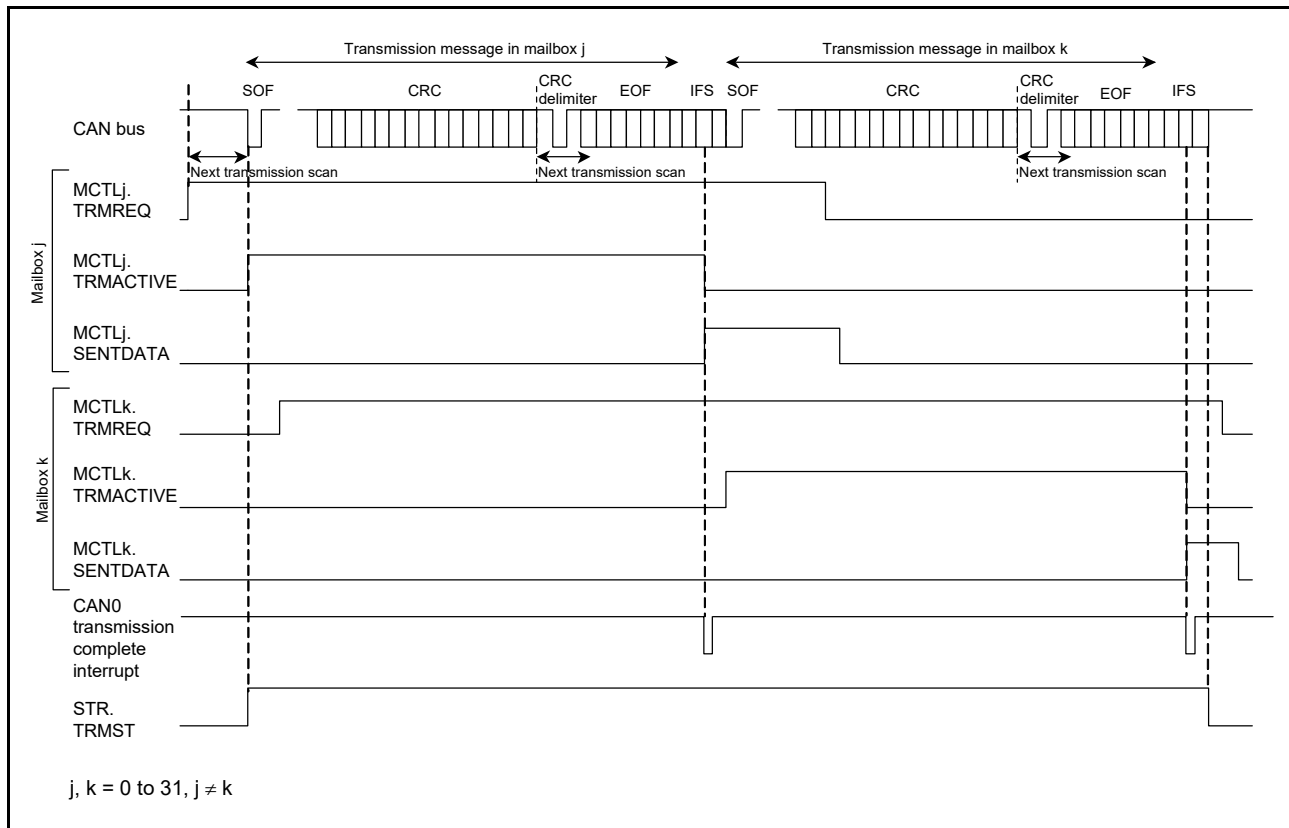 Transmission message in mailbox j
Transmission message in mailbox k
SOF
CRC
CRC
delimiter
EOF
IFS
SOF
CRC
CRC
delimiter
EOF
IFS
CAN bus
Next transmission scan
Next transmission scan
Next transmission scan
Mailbox j
MCTLj.
TRMREQ
MCTLj.
TRMACTIVE
MCTLj.
SENTDATA
Mailbox k
MCTLk.
TRMREQ
MCTLk.
TRMACTIVE
MCTLk.
SENTDATA
CAN0
transmission
complete
interrupt
STR.
TRMST
j, k = 0 to 31, j ≠ k